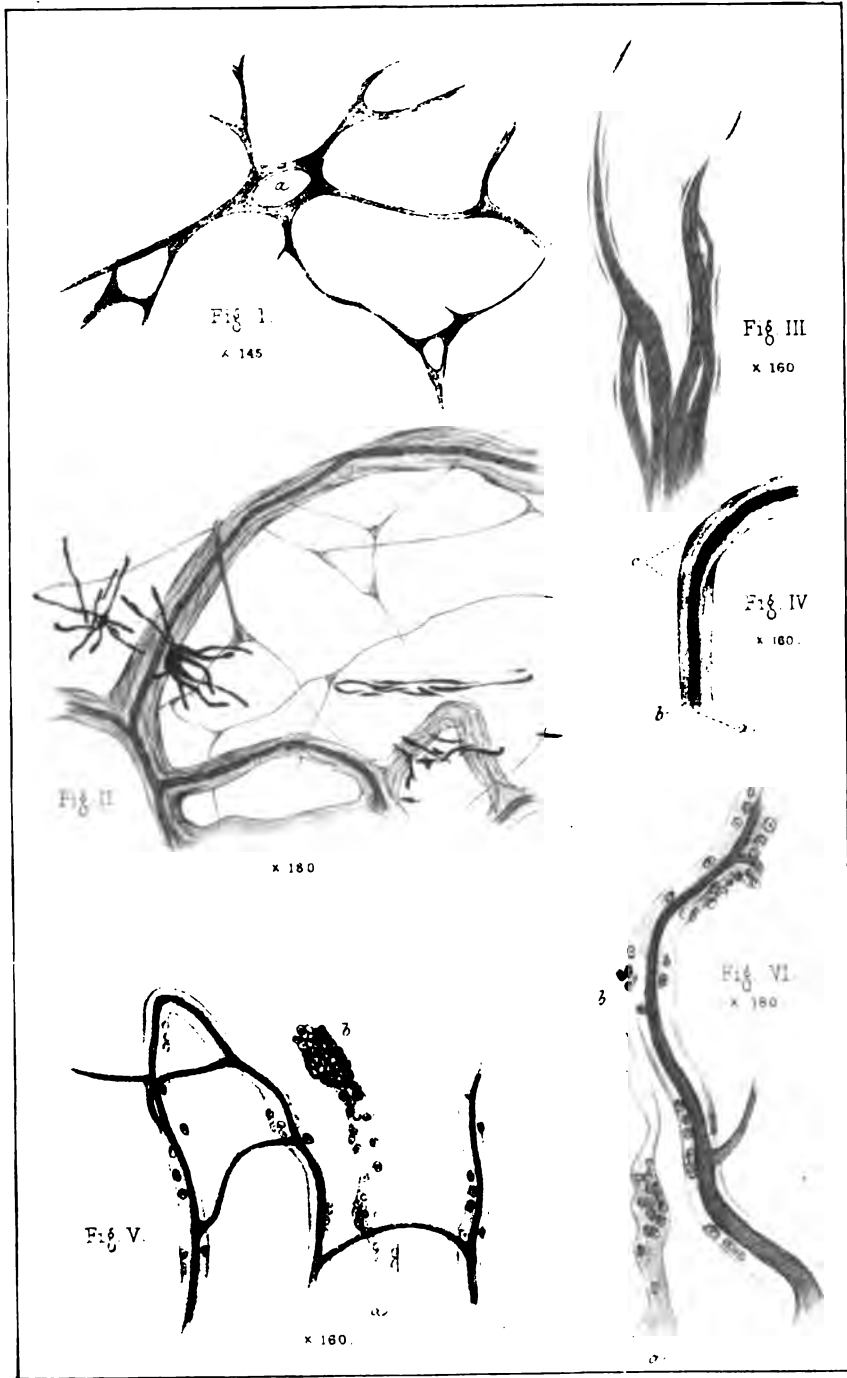 a
Fig. I.
× 145
Fig. III
× 160
c
Fig. IV
× 160.
b
a
Fig. II
× 180
b
Fig. VI.
× 180.
b
Fig. V.
a
× 160.
a.